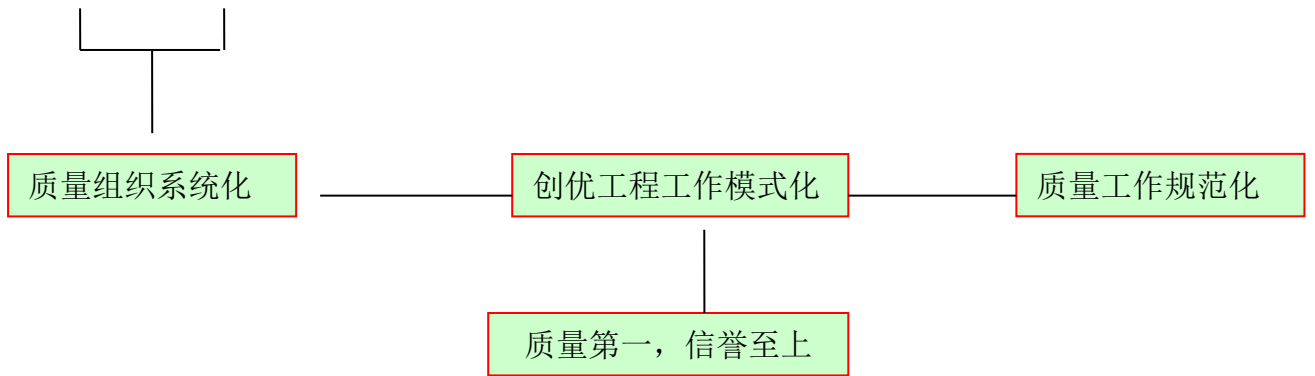 质量组织系统化
创优工程工作模式化
质量工作规范化
质量第一，信誉至上